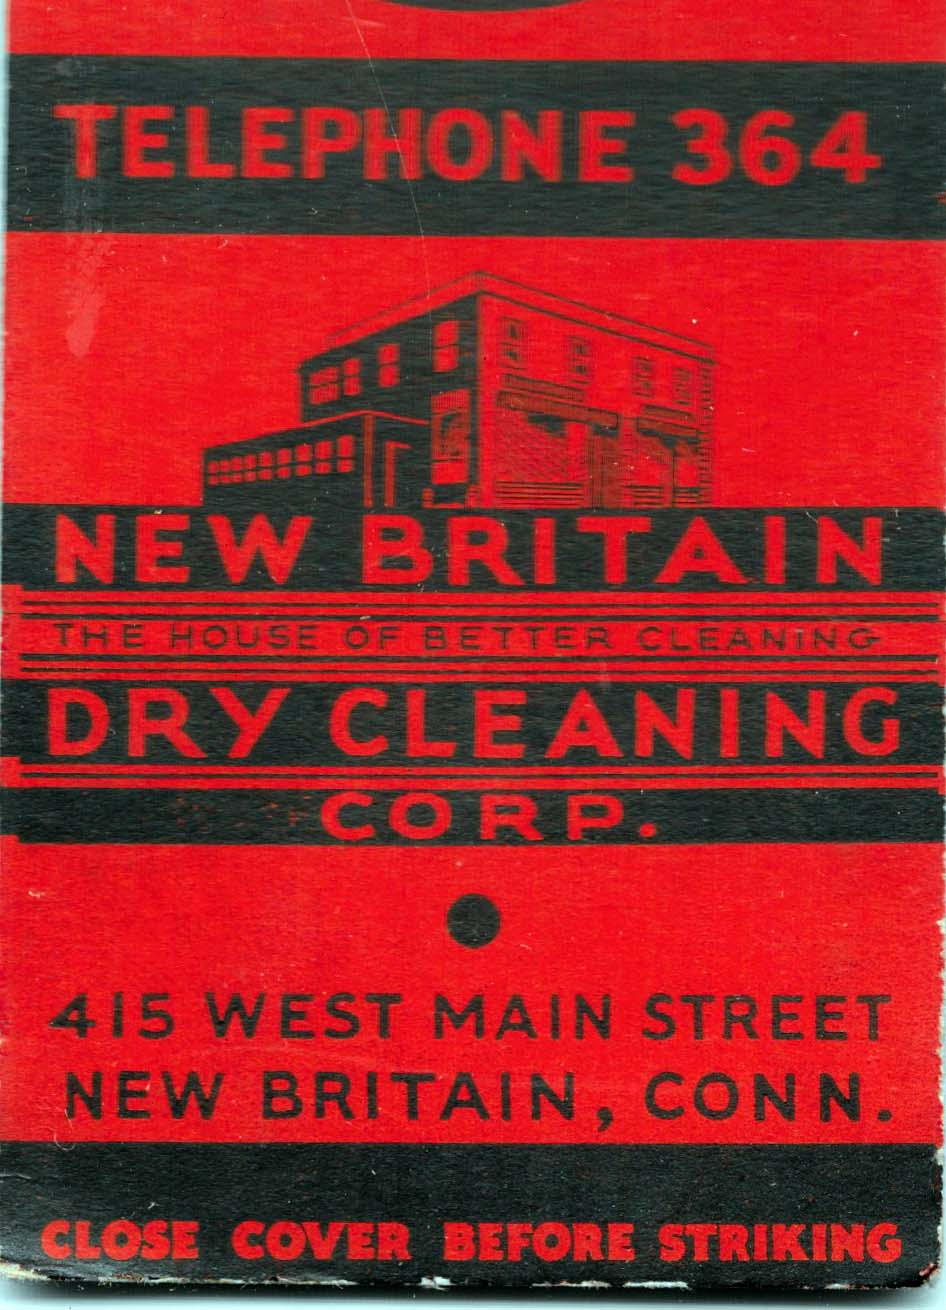 TELEPHONE 364
NEW BRITAIN
THE HOUSE OF BETTER CLEANING
DRY CLEANING
CORP.
415 WEST MAIN STREET
NEW BRITAIN, CONN.
CLOSE COVER BEFORE STRIKING